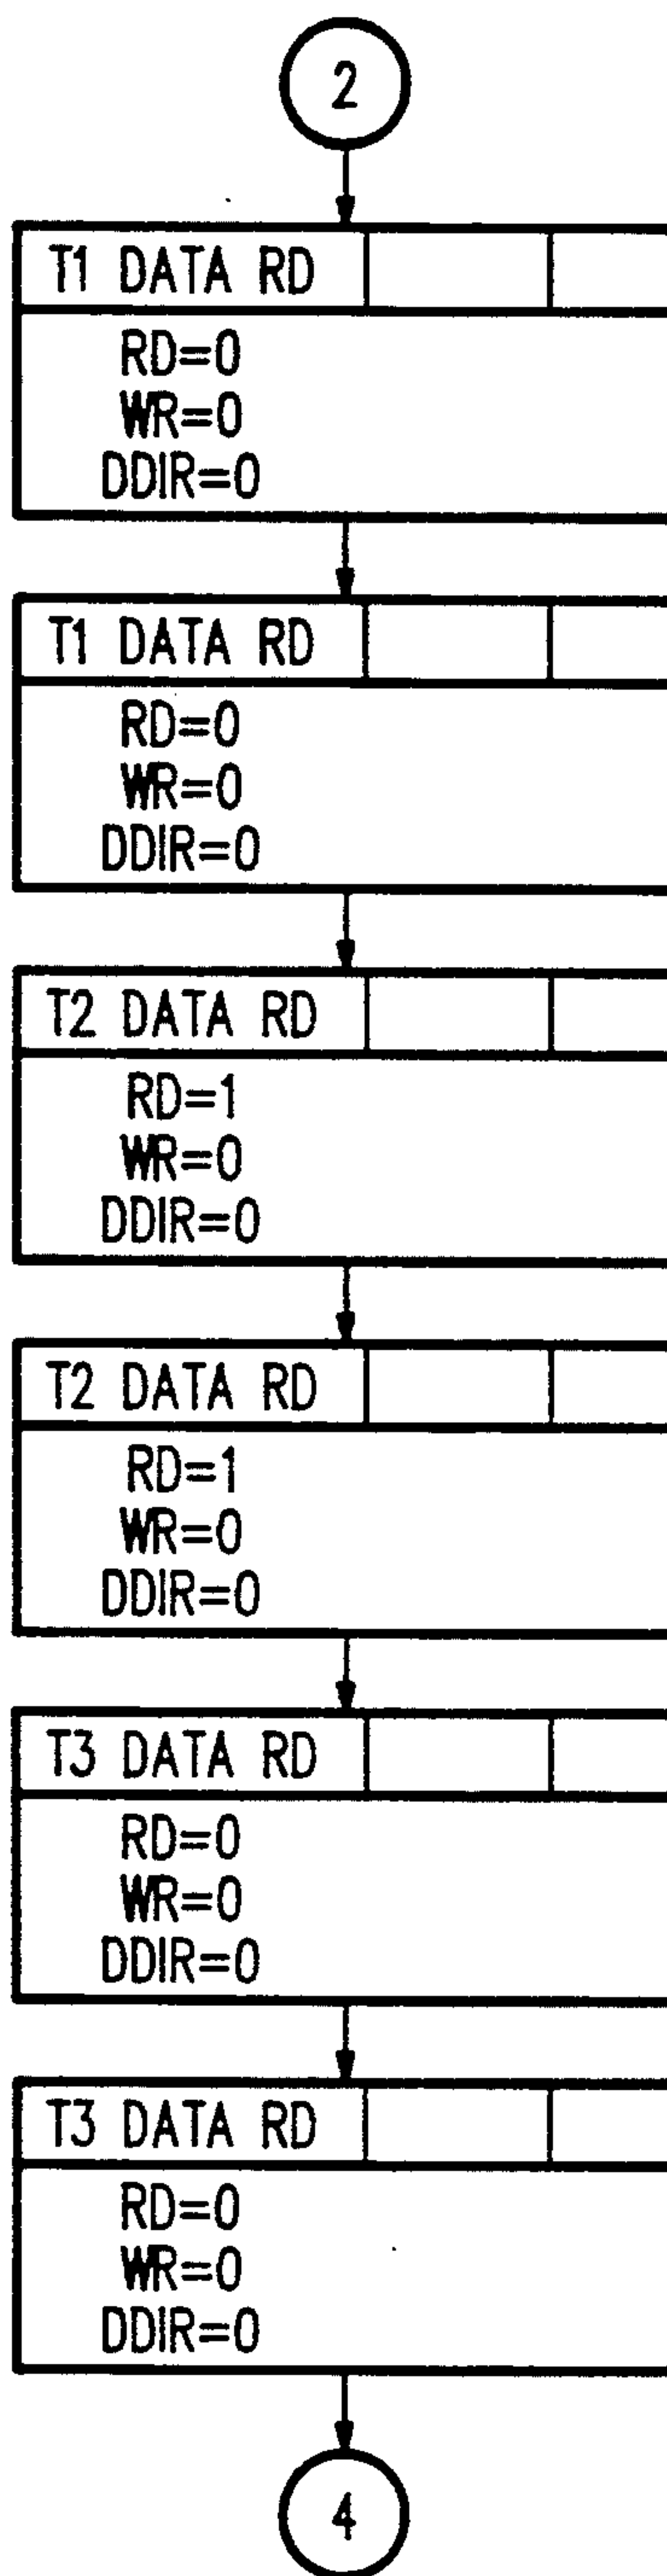 2
T1 DATA RD
RD=0
WR=0
DDIR=0
T1 DATA RD
RD=0
WR=0
DDIR=0
T2 DATA RD
RD=1
WR=0
DDIR=0
T2 DATA RD
RD=1
WR=0
DDIR=0
T3 DATA RD
RD=0
WR=0
DDIR=0
T3 DATA RD
RD=0
WR=0
DDIR=0
4